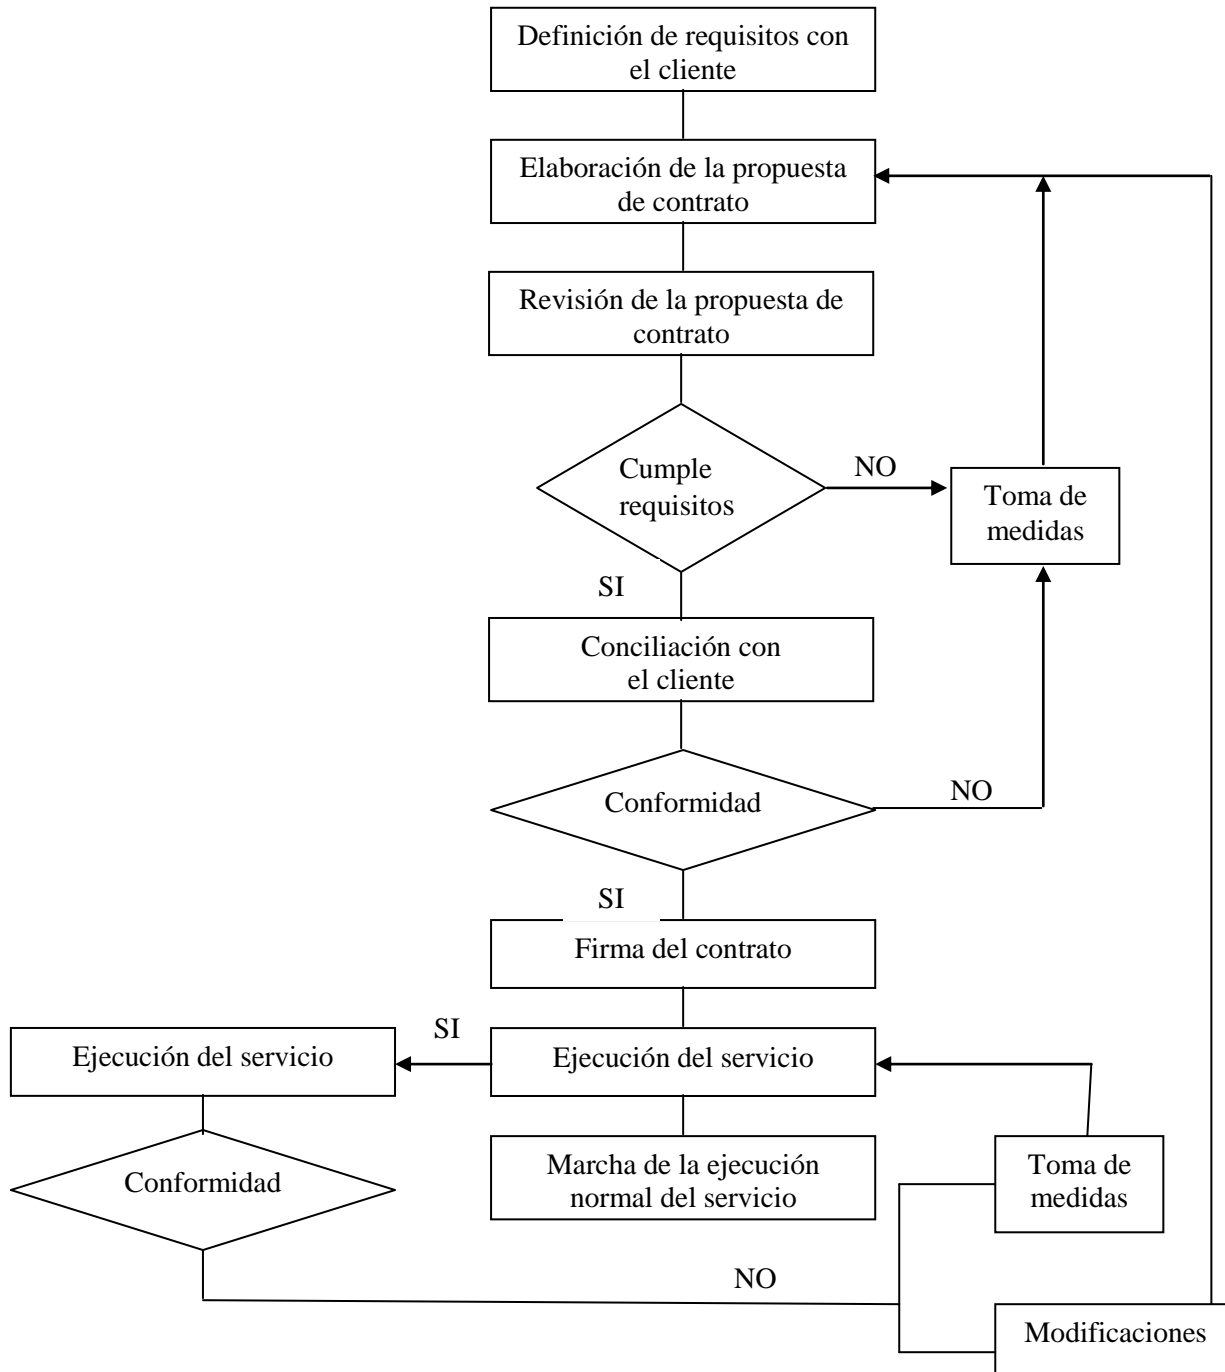 Definición de requisitos con
el cliente
Elaboración de la propuesta
de contrato
Revisión de la propuesta de
contrato
Cumple
requisitos
NO
Toma de
medidas
SI
Conciliación con
el cliente
Conformidad
NO
SI
Firma del contrato
SI
Ejecución del servicio
Ejecución del servicio
Marcha de la ejecución
normal del servicio
Toma de
medidas
Conformidad
NO
Modificaciones